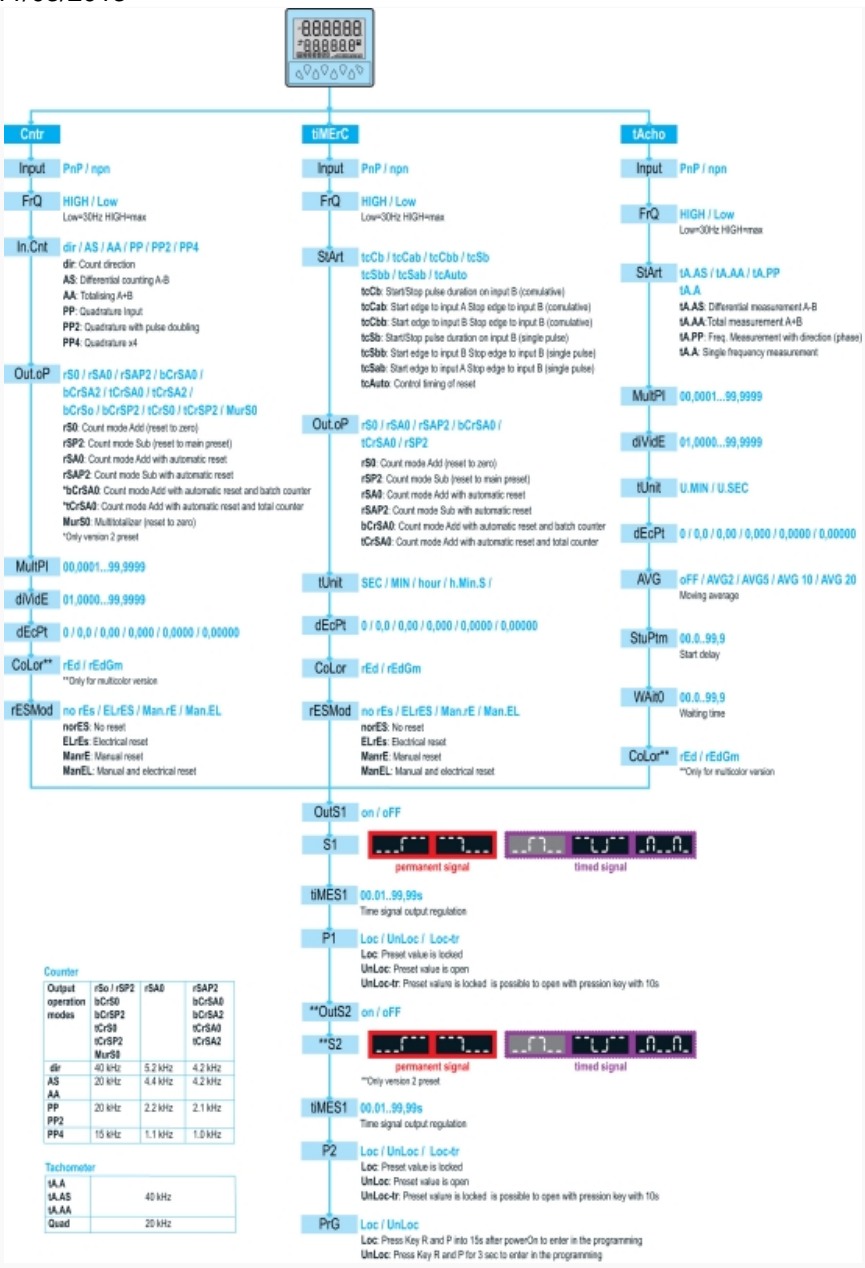 Cntr
Input PnP / npn
FrQ HIGH / Low
Low=30Hz HIGH=max
In.Cnt dir / AS / AA / PP / PP2 / PP4
dir: Count direction
AS: Differential counting A-B
AA: Totalising A+B
PP: Quadrature Input
PP2: Quadrature with pulse doubling
PP4: Quadrature x4
Out.oP rS0 / rSA0 / rSAP2 / bCrSA0 /
bCrSA2 / tCrSA0 / tCrSA2 /
bCrSo / bCrSP2 / tCrS0 / tCrSP2 / MurS0
rS0: Count mode Add (reset to zero)
rSP2: Count mode Sub (reset to main preset)
rSA0: Count mode Add with automatic reset
rSAP2: Count mode Sub with automatic reset
*bCrSA0: Count mode Add with automatic reset and batch counter
*tCrSA0: Count mode Add with automatic reset and total counter
MurS0: Multitotalizer (reset to zero)
*Only version 2 preset
MultPl 00,0001...99,9999
diVidE 01,0000...99,9999
dEcPt 0 / 0,0 / 0,00 / 0,000 / 0,0000 / 0,00000
CoLor** rEd / rEdGm
**Only for multicolor version
rESMod no rEs / ELrES / Man.rE / Man.EL
norES: No reset
ELrEs: Electrical reset
ManrE: Manual reset
ManEL: Manual and electrical reset
tiMErC
Input PnP / npn
FrQ HIGH / Low
Low=30Hz HIGH=max
StArt tcCb / tcCab / tcCbb / tcSb
tcSbb / tcSab / tcAuto
tcCb: Start/Stop pulse duration on input B (comulative)
tcCab: Start edge to input A Stop edge to input B (comulative)
tcCbb: Start edge to input B Stop edge to input B (comulative)
tcSb: Start/Stop pulse duration on input B (single pulse)
tcSbb: Start edge to input B Stop edge to input B (single pulse)
tcSab: Start edge to input A Stop edge to input B (single pulse)
tcAuto: Control timing of reset
Out.oP rS0 / rSA0 / rSAP2 / bCrSA0 /
tCrSA0 / rSP2
rS0: Count mode Add (reset to zero)
rSP2: Count mode Sub (reset to main preset)
rSA0: Count mode Add with automatic reset
rSAP2: Count mode Sub with automatic reset
bCrSA0: Count mode Add with automatic reset and batch counter
tCrSA0: Count mode Add with automatic reset and total counter
tUnit SEC / MIN / hour / h.Min.S /
dEcPt 0 / 0,0 / 0,00 / 0,000 / 0,0000 / 0,00000
CoLor rEd / rEdGm
rESMod no rEs / ELrES / Man.rE / Man.EL
norES: No reset
ELrEs: Electrical reset
ManrE: Manual reset
ManEL: Manual and electrical reset
tAcho
Input PnP / npn
FrQ HIGH / Low
Low=30Hz HIGH=max
StArt tA.AS / tA.AA / tA.PP
tA.A
tA.AS: Differential measurement A-B
tA.AA:Total measurement A+B
tA.PP: Freq. Measurement with direction (phase)
tA.A: Single frequency measurement
MultPl 00,0001...99,9999
diVidE 01,0000...99,9999
tUnit U.MIN / U.SEC
dEcPt 0 / 0,0 / 0,00 / 0,000 / 0,0000 / 0,00000
AVG oFF / AVG2 / AVG5 / AVG 10 / AVG 20
Moving average
StuPtm 00.0..99,9
Start delay
WAit0 00.0..99,9
Waiting time
CoLor** rEd / rEdGm
**Only for multicolor version
OutS1 on / oFF
S1
permanent signal timed signal
tiMES1 00.01..99,99s
Time signal output regulation
P1 Loc / UnLoc / Loc-tr
Loc: Preset value is locked
UnLoc: Preset value is open
UnLoc-tr: Preset value is locked is possible to open with pression key with 10s
**OutS2 on / oFF
**S2
permanent signal timed signal
**Only version 2 preset
tiMES1 00.01..99,99s
Time signal output regulation
P2 Loc / UnLoc / Loc-tr
Loc: Preset value is locked
UnLoc: Preset value is open
UnLoc-tr: Preset value is locked is possible to open with pression key with 10s
PrG Loc / UnLoc
Loc: Press Key R and P into 15s after powerOn to enter in the programming
UnLoc: Press Key R and P for 3 sec to enter in the programming
Counter
Output rSo / rSP2 rSA0 rSAP2
operation bCrS0 bCrSA0
modes bCrSP2 bCrSA2
tCrS0 tCrSA0
tCrSP2 tCrSA2
MurS0
dir 40 kHz 5.2 kHz 4.2 kHz
AS 20 kHz 4.4 kHz 4.2 kHz
AA
PP 20 kHz 2.2 kHz 2.1 kHz
PP2
PP4 15 kHz 1.1 kHz 1.0 kHz
Tachometer
tA.A
tA.AS 40 kHz
tA.AA
Quad 20 kHz